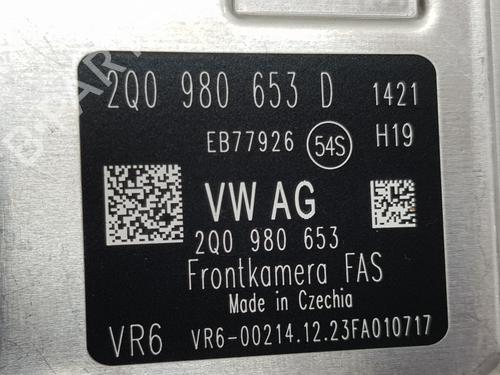 2Q0 980 653 D 1421
EB77926 54S H19
VW AG
2Q0 980 653
Frontkamera FAS
Made in Czechia
VR6 VR6-00214.12.23FA010717